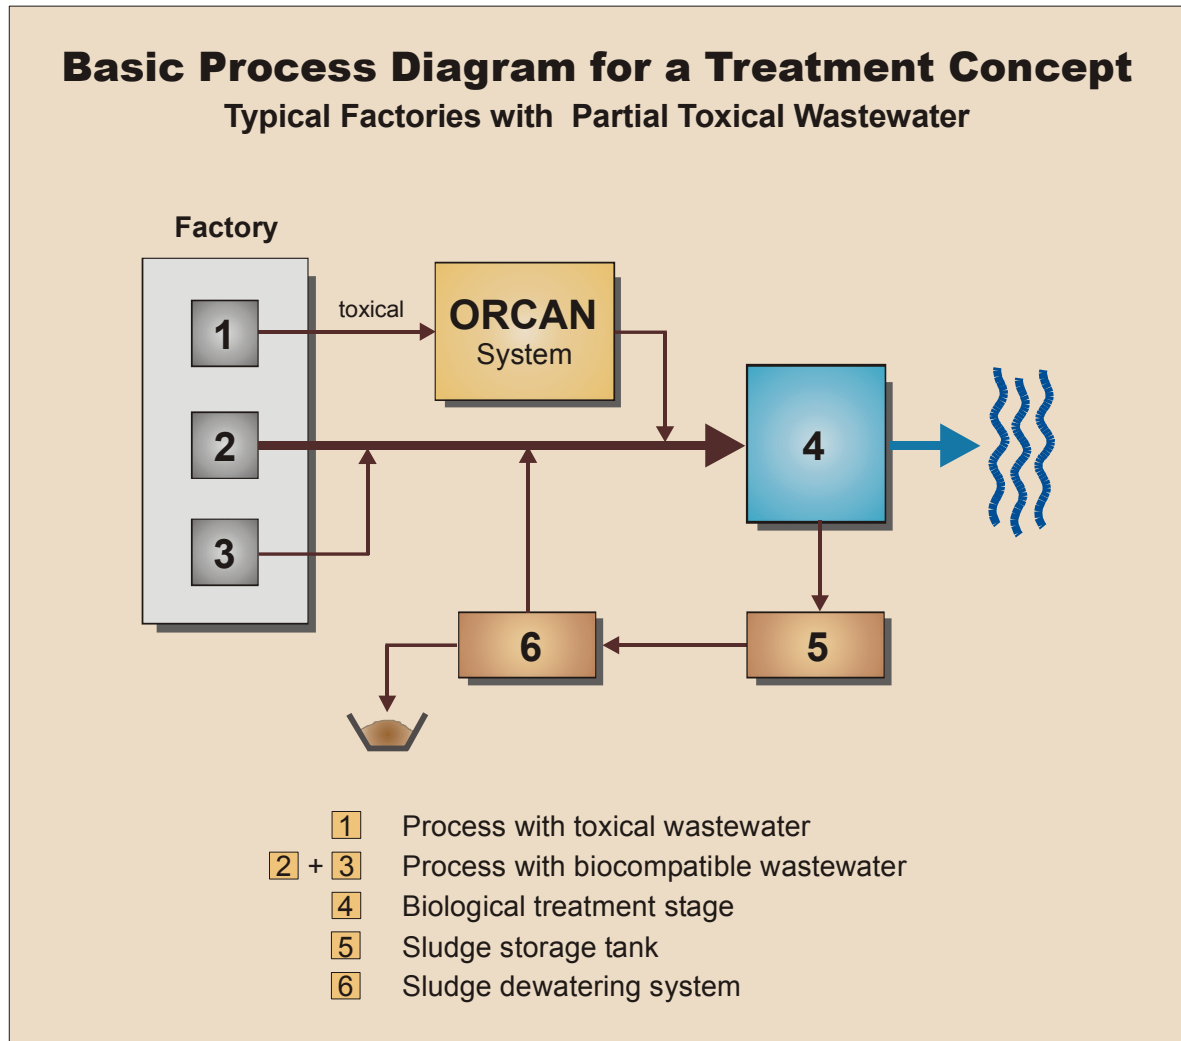 Basic Process Diagram for a Treatment Concept
Typical Factories with Partial Toxical Wastewater
Factory
1
toxical
ORCAN
System
2
4
3
6
5
1 Process with toxical wastewater
2 + 3 Process with biocompatible wastewater
4 Biological treatment stage
5 Sludge storage tank
6 Sludge dewatering system